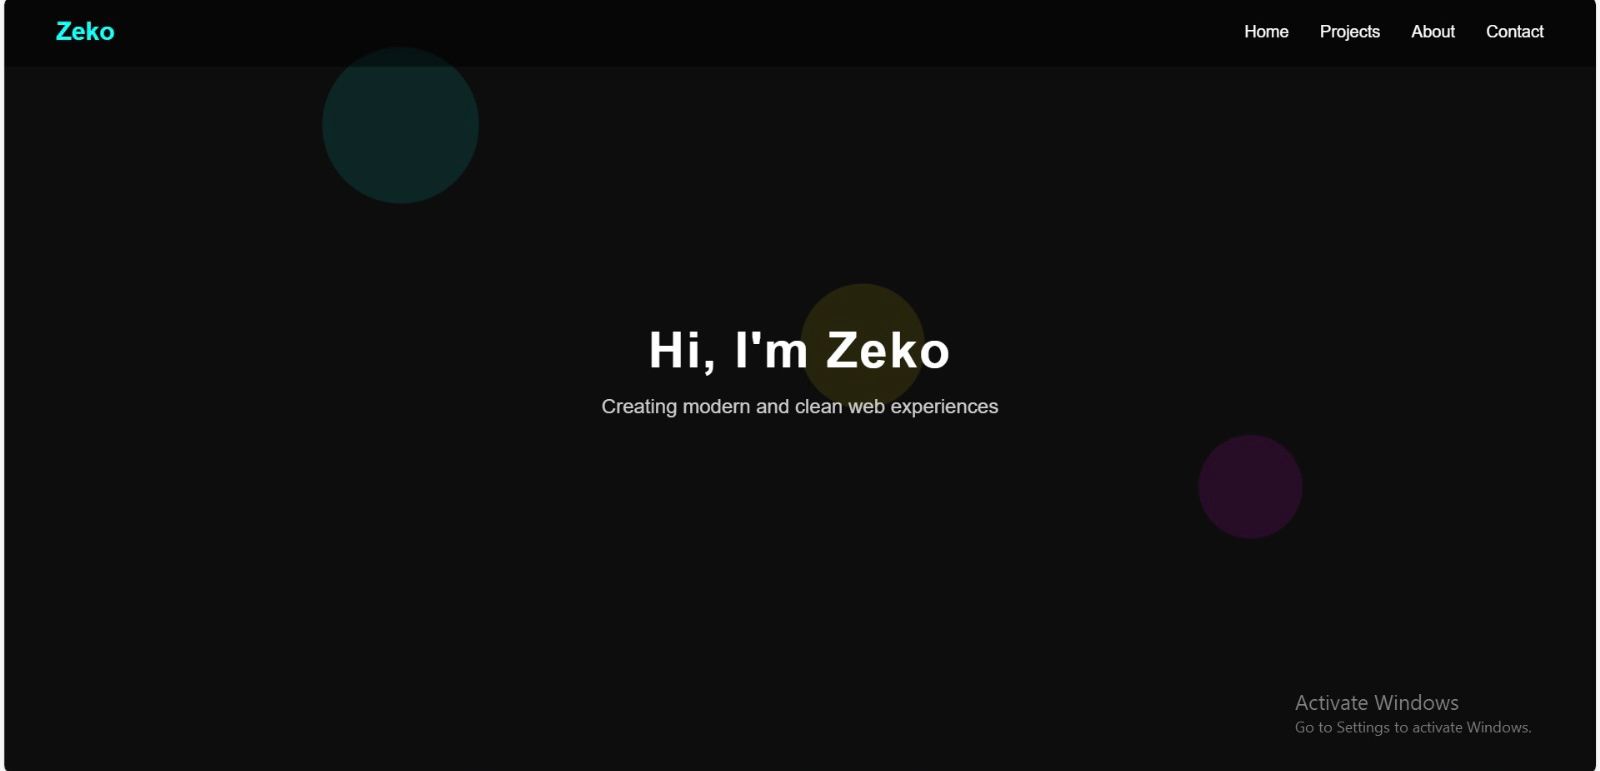 Zeko
Home Projects About Contact
Hi, I'm Zeko
Creating modern and clean web experiences
Activate Windows
Go to Settings to activate Windows.